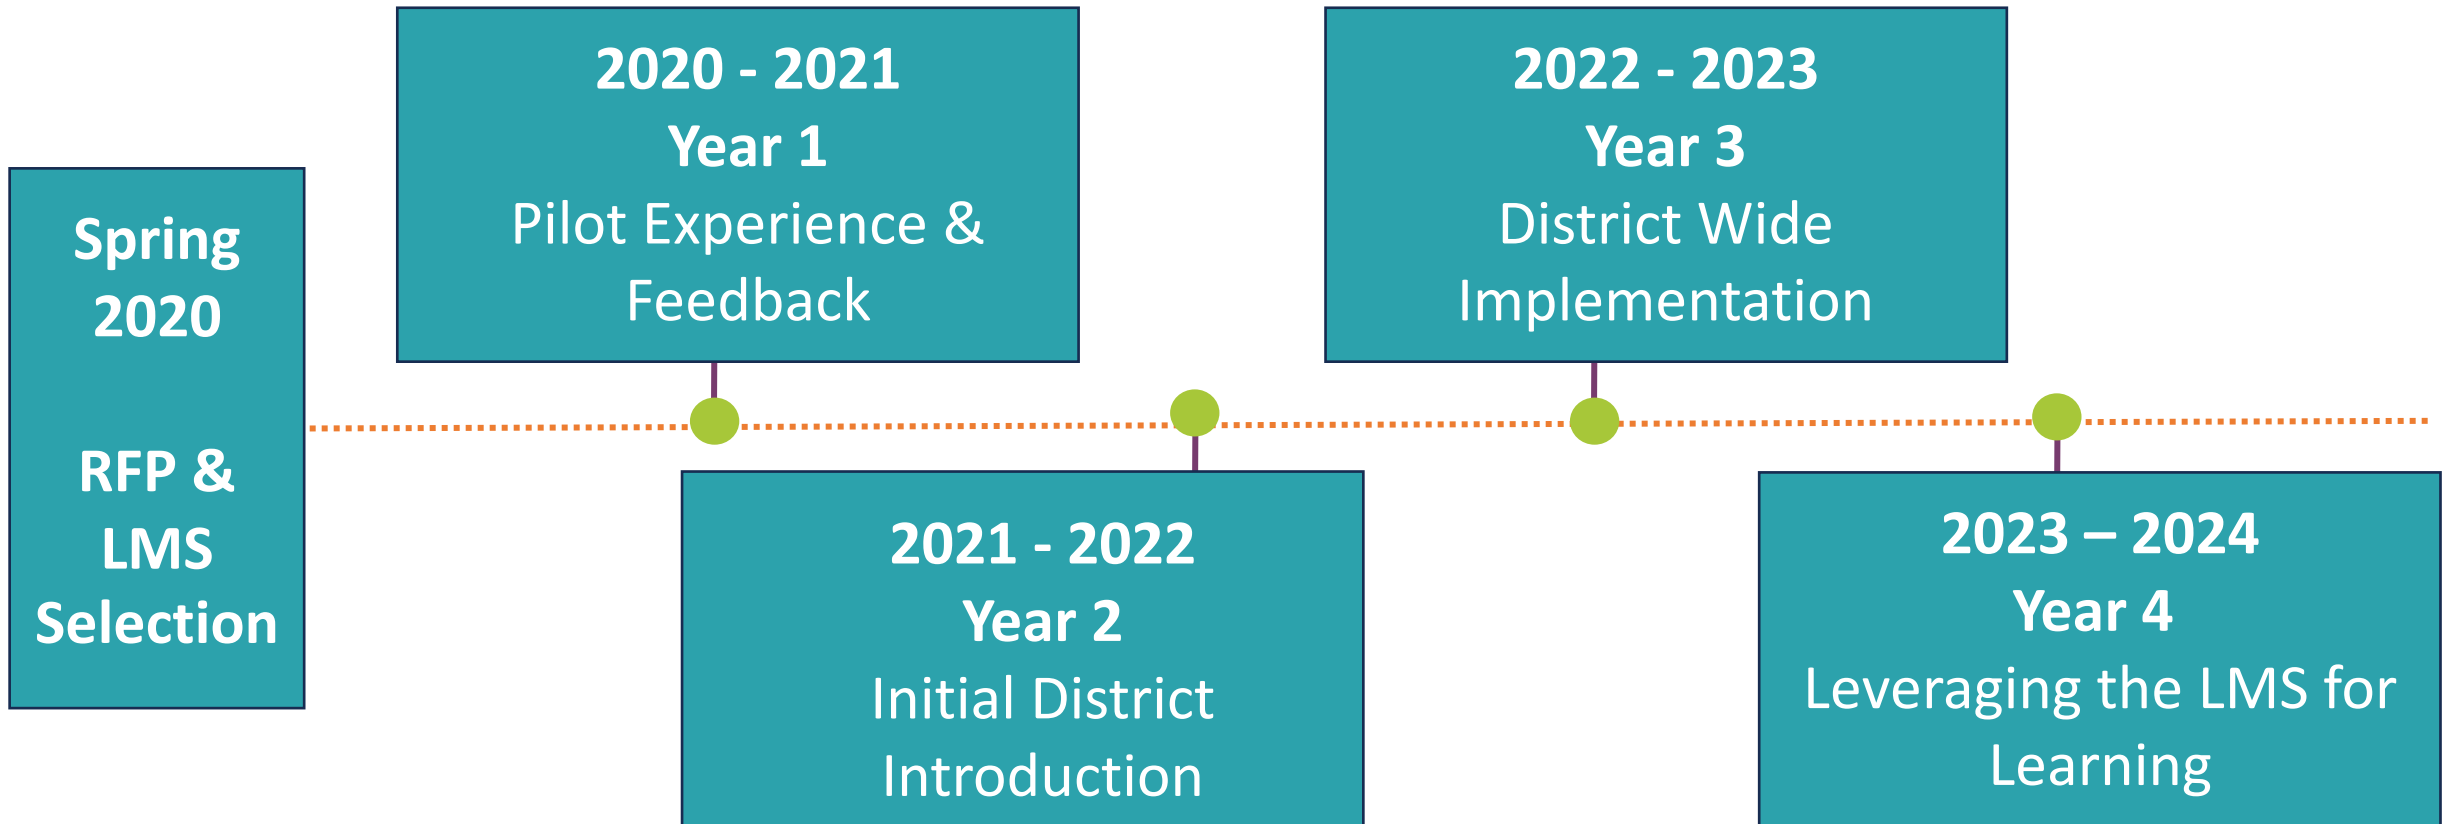 Spring
2020
RFP &
LMS
Selection
2020 - 2021
Year 1
Pilot Experience &
Feedback
2021 - 2022
Year 2
Initial District
Introduction
2022 - 2023
Year 3
District Wide
Implementation
2023 – 2024
Year 4
Leveraging the LMS for
Learning